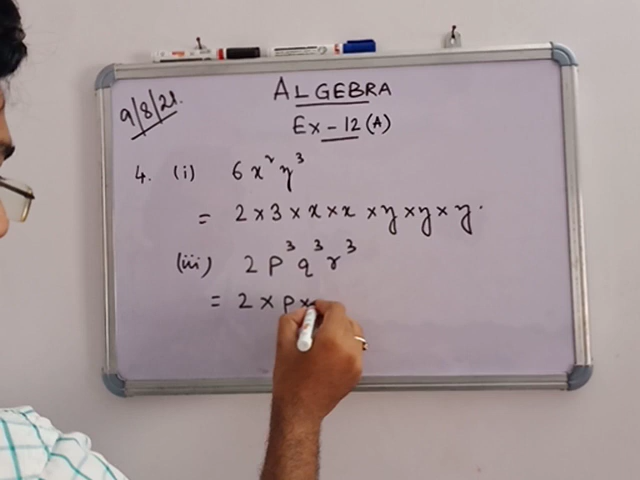 ALGEBRA
9/8/21.
Ex-12(A)
4. (i) 6x²y³
= 2×3×x×x×y×y×y.
(iii) 2p³q³r³
= 2×p×